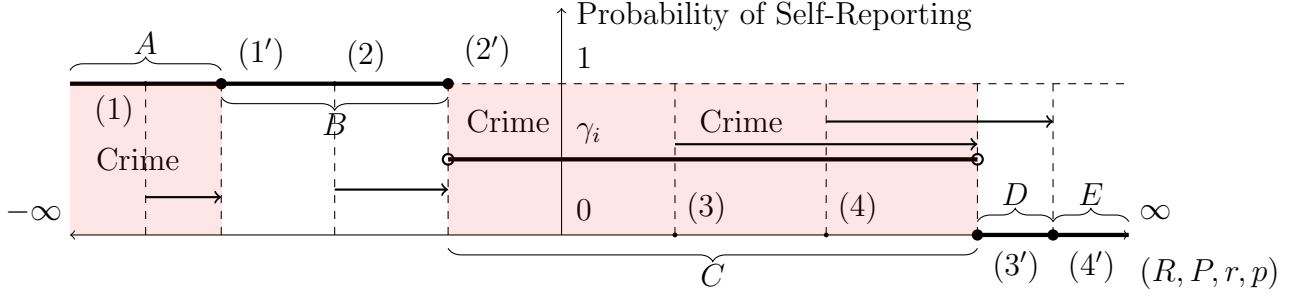 Probability of Self-Reporting
A (1′) (2) (2′) 1
(1) B Crime γ_i Crime
Crime
−∞ 0 (3) (4) D E ∞
C (3′) (4′) (R, P, r, p)